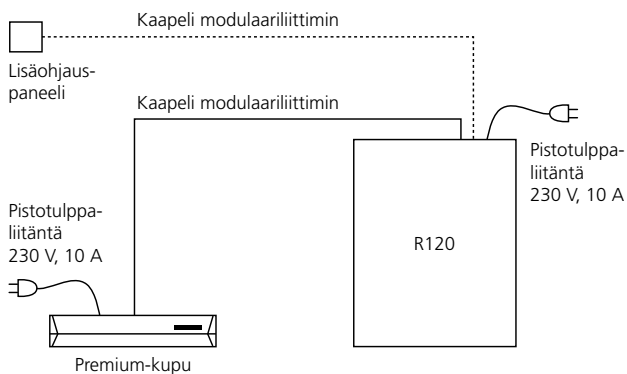 Kaapeli modulaariliittimin
Lisäohjaus-
paneeli
Kaapeli modulaariliittimin
Pistotulppa-
liitäntä
230 V, 10 A
Pistotulppa-
liitäntä
230 V, 10 A
R120
Premium-kupu